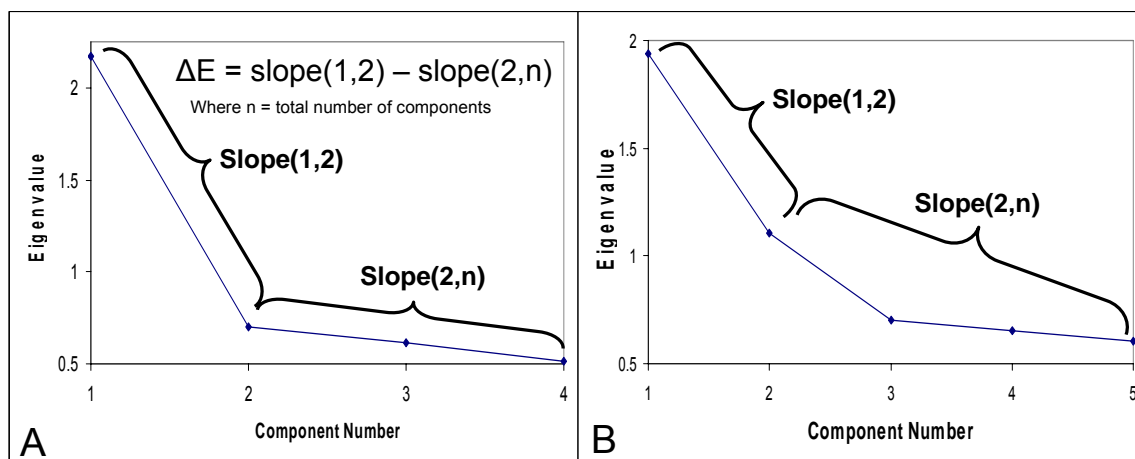 ΔE = slope(1,2) – slope(2,n)
Where n = total number of components
Slope(1,2)
Slope(2,n)
Eigenvalue
2
1.5
1
0.5
1
2
3
4
Component Number
A
Slope(1,2)
Slope(2,n)
Eigenvalue
2
1.5
1
0.5
1
2
3
4
5
Component Number
B